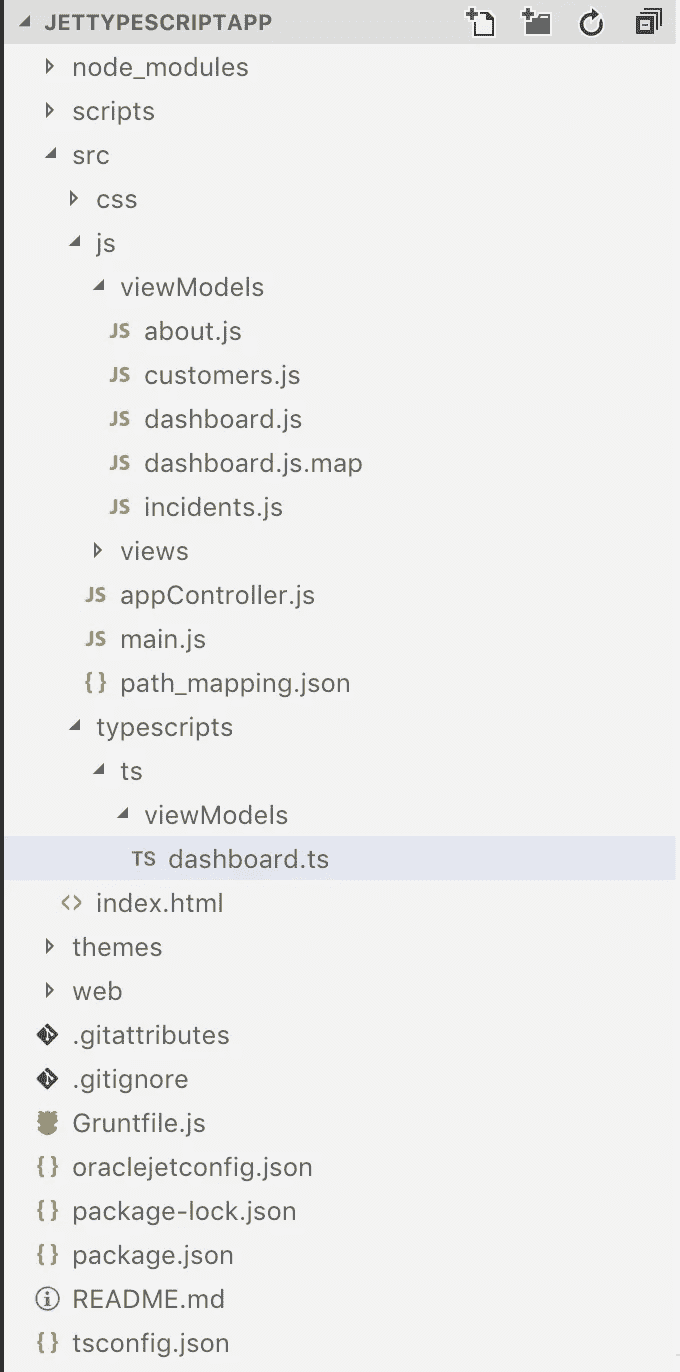 JETTYPESCRIPTAPP
node_modules
scripts
src
css
js
viewModels
JS about.js
JS customers.js
JS dashboard.js
JS dashboard.js.map
JS incidents.js
views
JS appController.js
JS main.js
{ } path_mapping.json
typescripts
ts
viewModels
TS dashboard.ts
<> index.html
themes
web
.gitattributes
.gitignore
Gruntfile.js
{ } oraclejetconfig.json
{ } package-lock.json
{ } package.json
README.md
{ } tsconfig.json